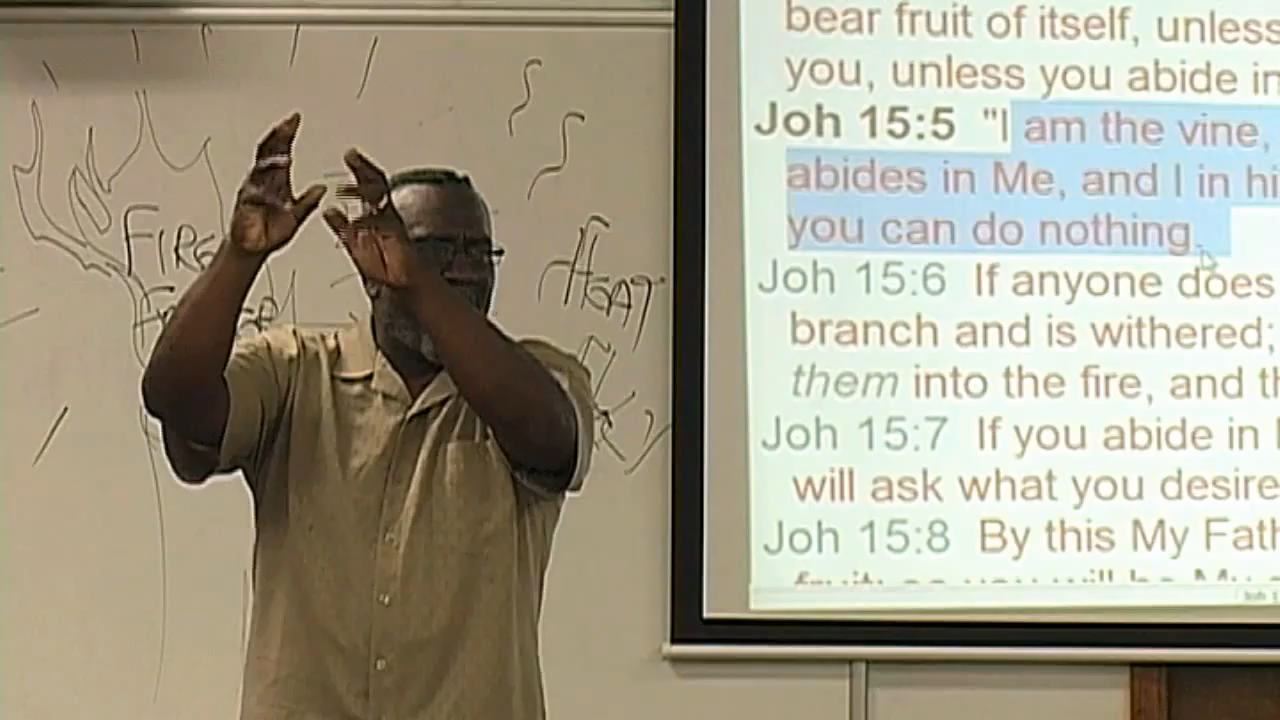 FIRE
HEAT
bear fruit of itself, unless
you, unless you abide in
Joh 15:5 "I am the vine,
abides in Me, and I in hi
you can do nothing.
Joh 15:6 If anyone does
branch and is withered;
them into the fire, and th
Joh 15:7 If you abide in
will ask what you desire
Joh 15:8 By this My Fath